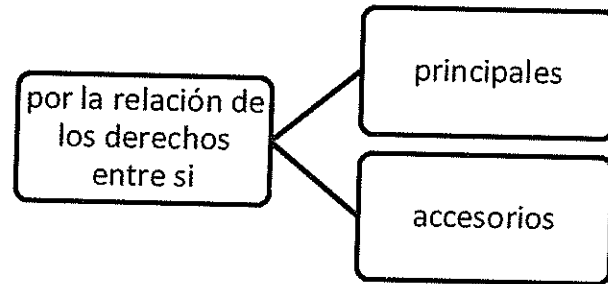 por la relación de
los derechos
entre si
principales
accesorios